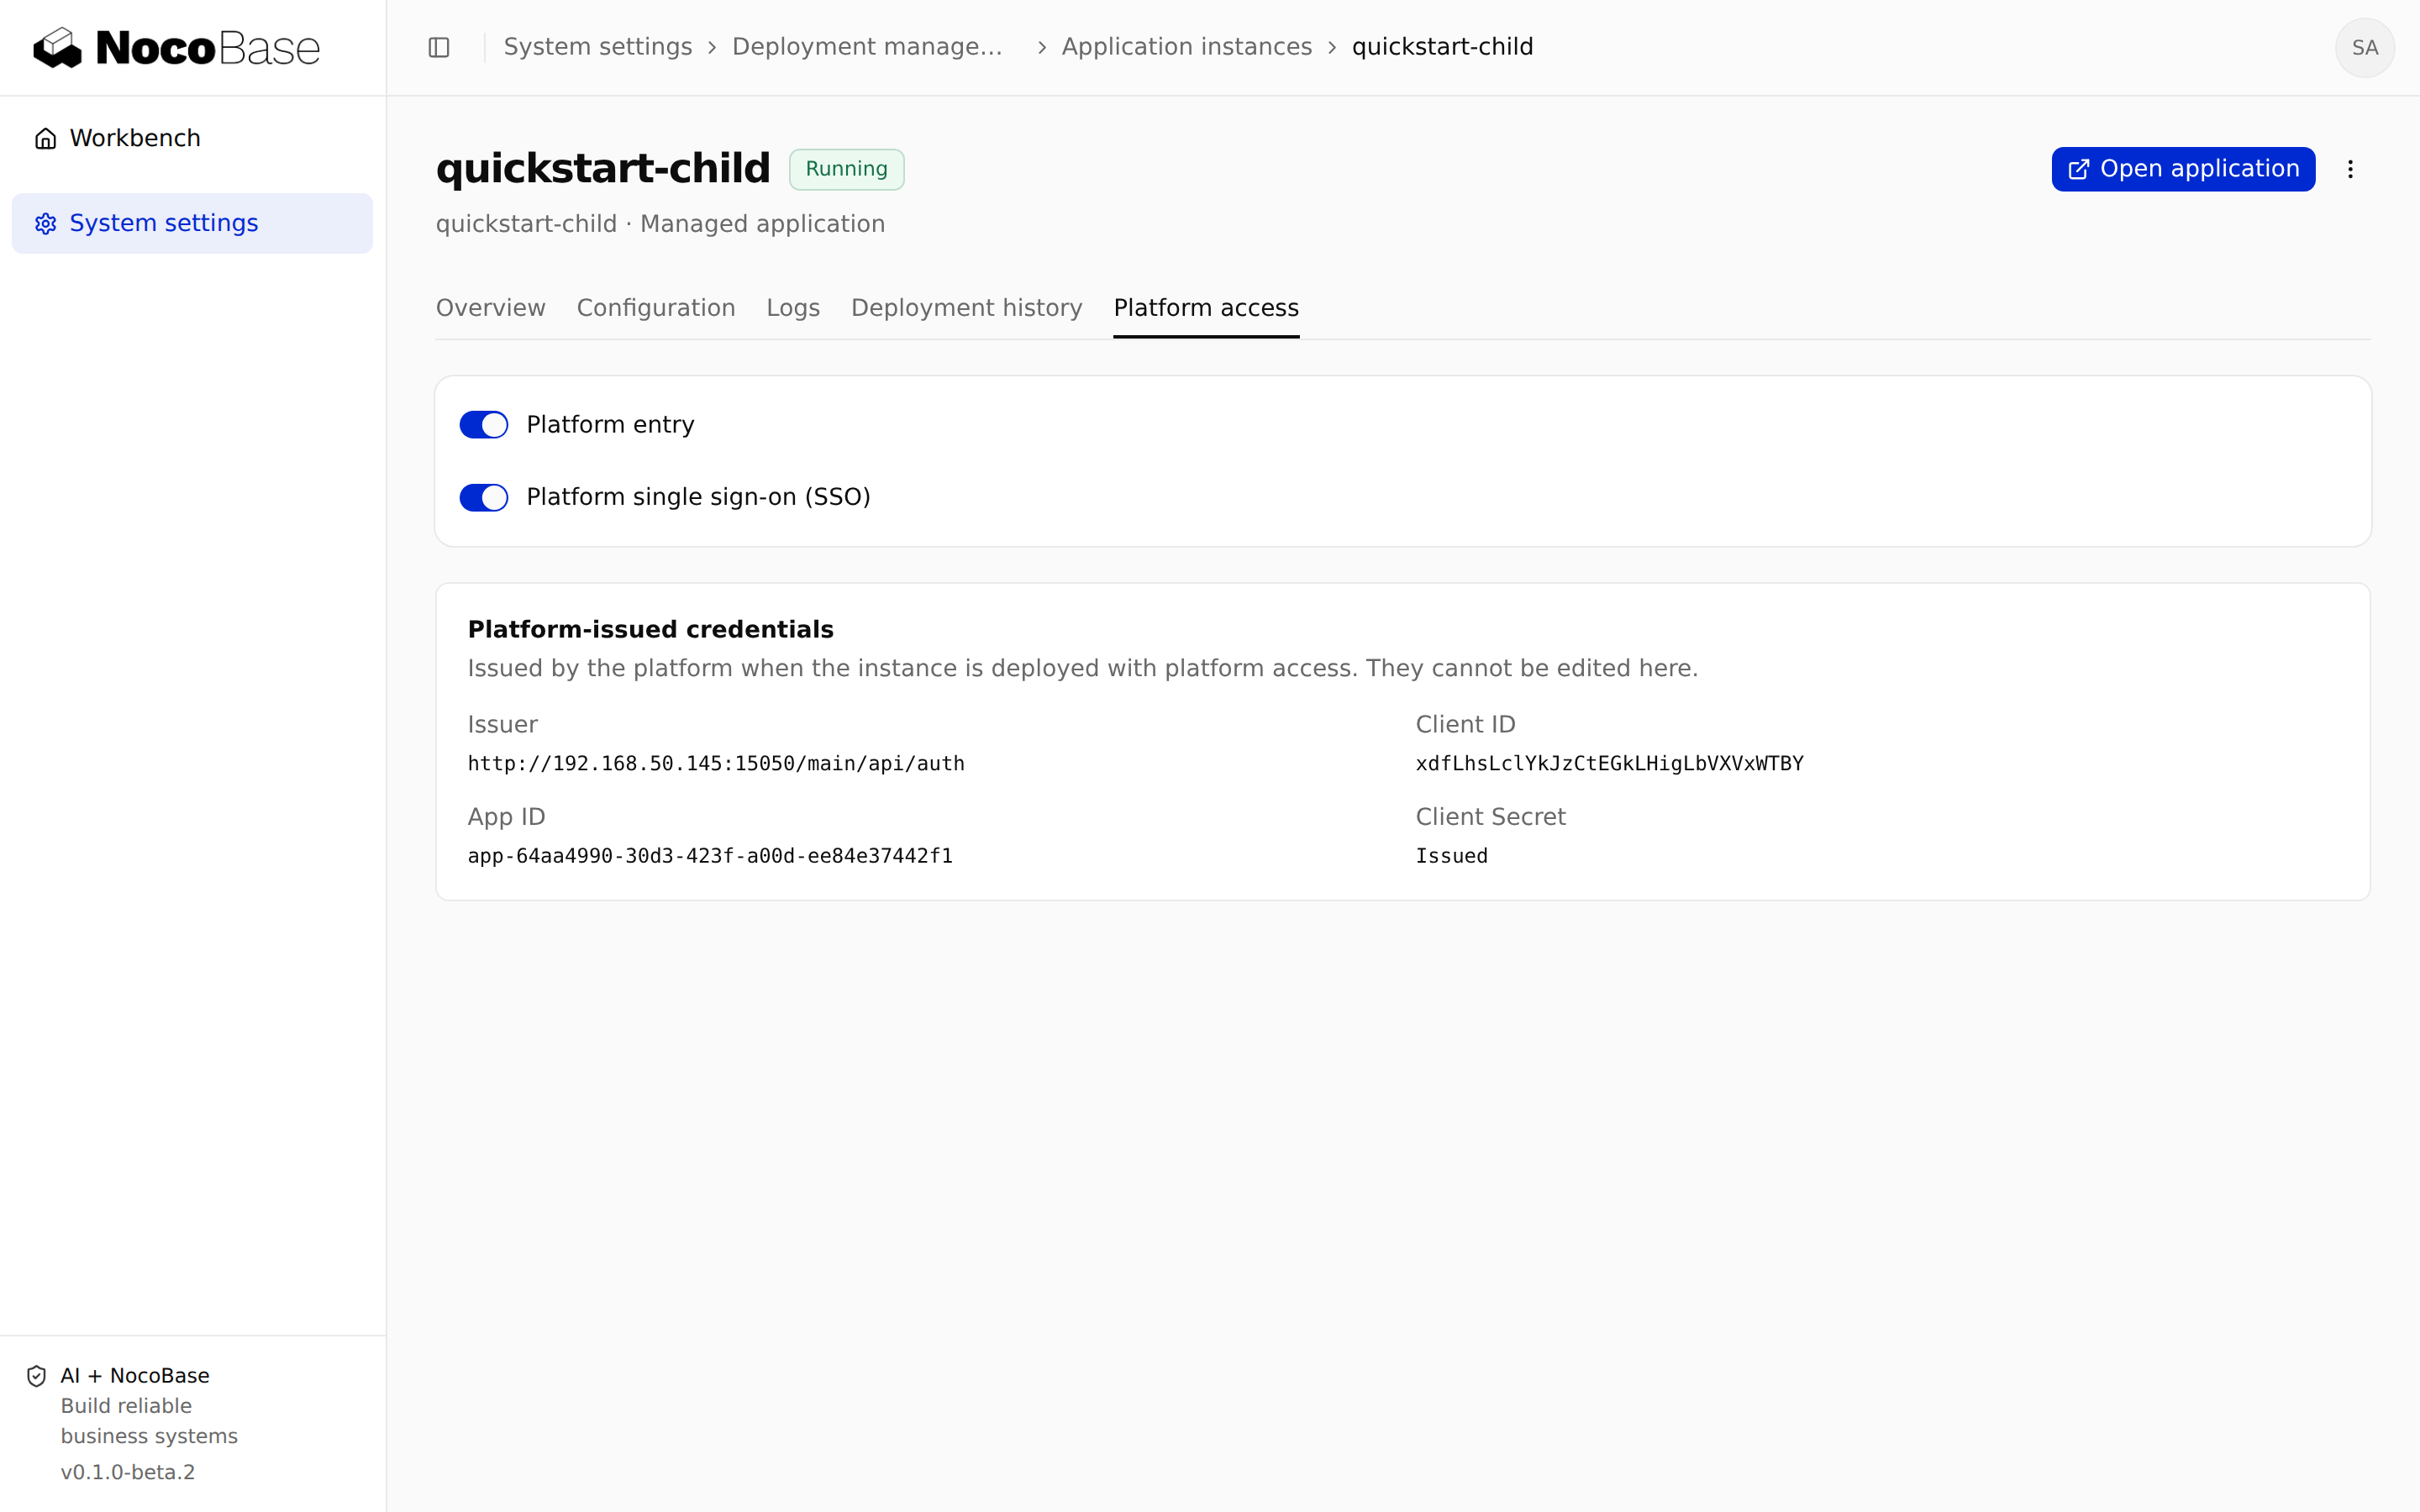 NocoBase
System settings > Deployment manage... > Application instances > quickstart-child
SA
Workbench
System settings
quickstart-child Running
Open application
quickstart-child · Managed application
Overview Configuration Logs Deployment history Platform access
Platform entry
Platform single sign-on (SSO)
Platform-issued credentials
Issued by the platform when the instance is deployed with platform access. They cannot be edited here.
Issuer
http://192.168.50.145:15050/main/api/auth
Client ID
xdfLhsLclYkJzCtEGkLHigLbVXVxWTBY
App ID
app-64aa4990-30d3-423f-a00d-ee84e37442f1
Client Secret
Issued
AI + NocoBase
Build reliable
business systems
v0.1.0-beta.2